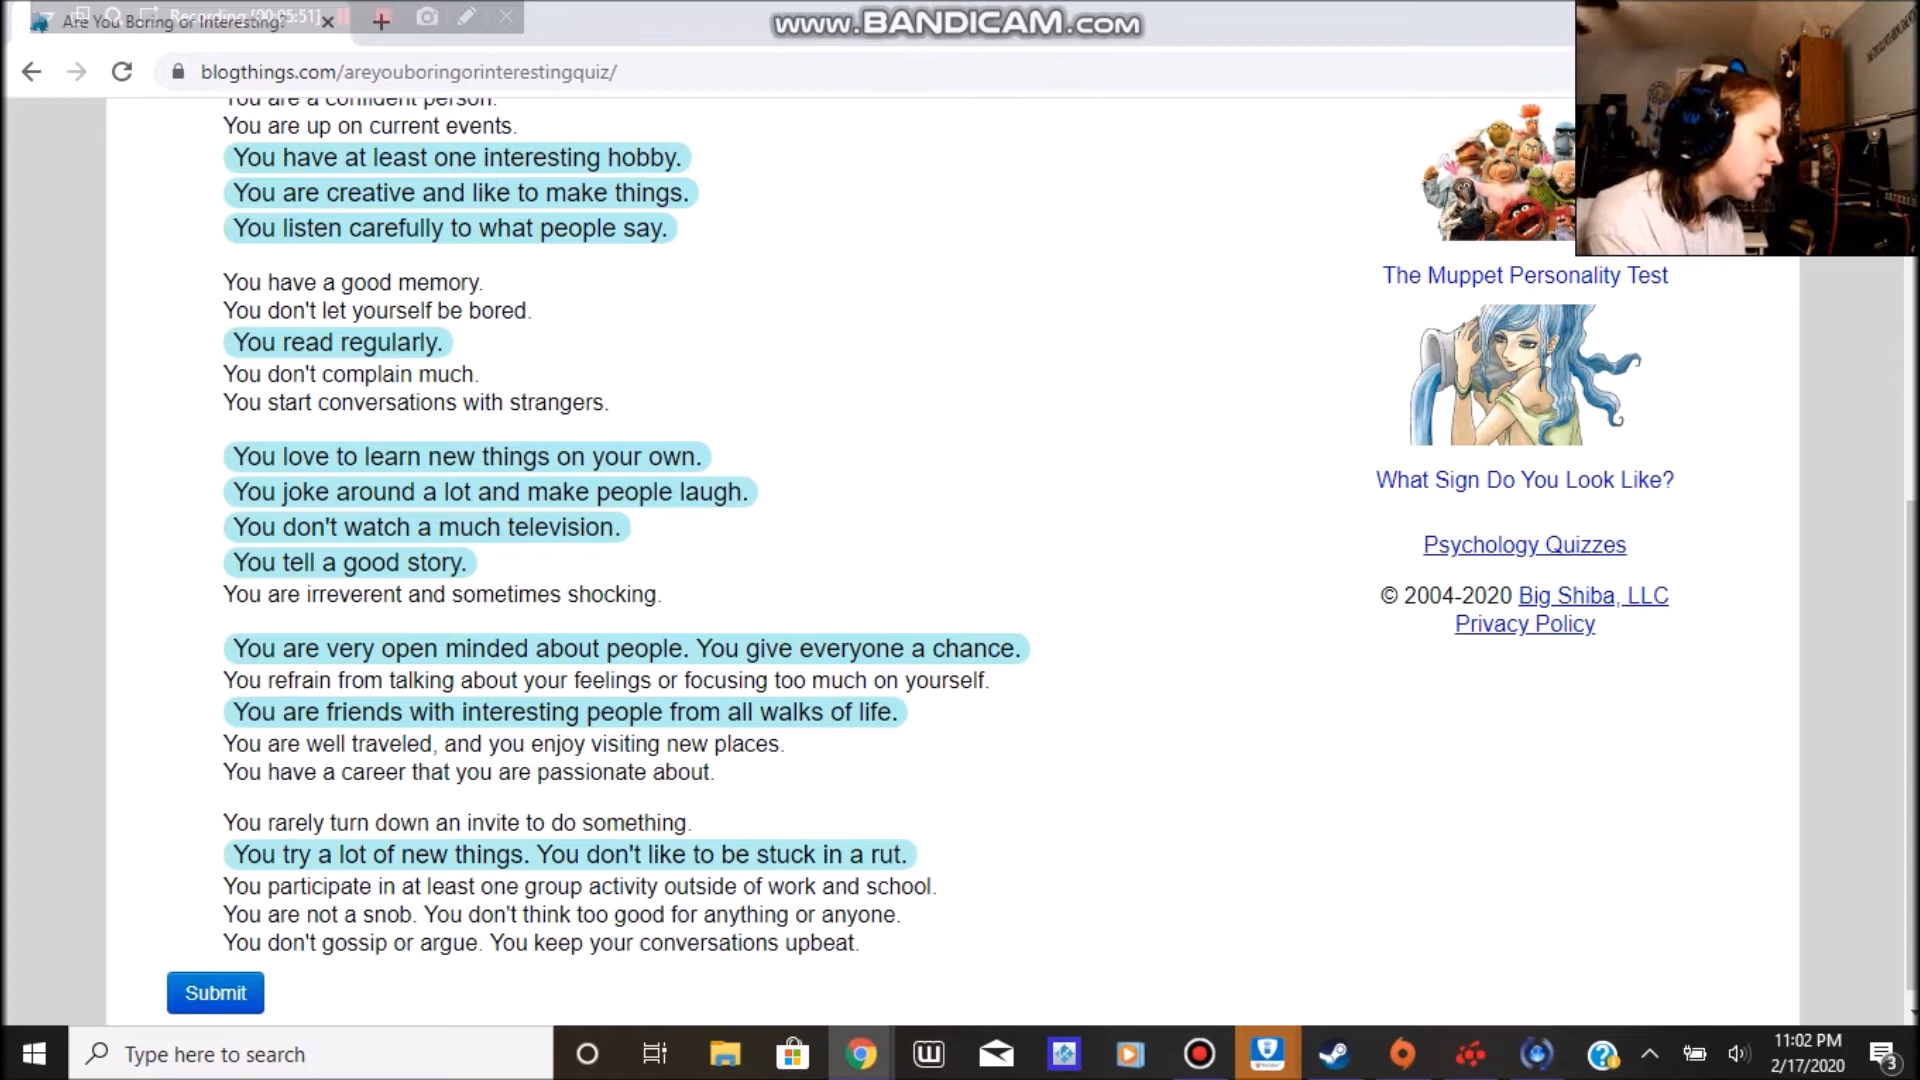 Recording [00:05:51]
Are You Boring or Interesting?
www.BANDICAM.com
blogthings.com/areyouboringorinterestingquiz/
You are a confident person.
You are up on current events.
You have at least one interesting hobby.
You are creative and like to make things.
You listen carefully to what people say.
You have a good memory.
You don't let yourself be bored.
You read regularly.
You don't complain much.
You start conversations with strangers.
You love to learn new things on your own.
You joke around a lot and make people laugh.
You don't watch a much television.
You tell a good story.
You are irreverent and sometimes shocking.
You are very open minded about people. You give everyone a chance.
You refrain from talking about your feelings or focusing too much on yourself.
You are friends with interesting people from all walks of life.
You are well traveled, and you enjoy visiting new places.
You have a career that you are passionate about.
You rarely turn down an invite to do something.
You try a lot of new things. You don't like to be stuck in a rut.
You participate in at least one group activity outside of work and school.
You are not a snob. You don't think too good for anything or anyone.
You don't gossip or argue. You keep your conversations upbeat.
Submit
The Muppet Personality Test
What Sign Do You Look Like?
Psychology Quizzes
© 2004-2020 Big Shiba, LLC
Privacy Policy
Type here to search
11:02 PM
2/17/2020
3